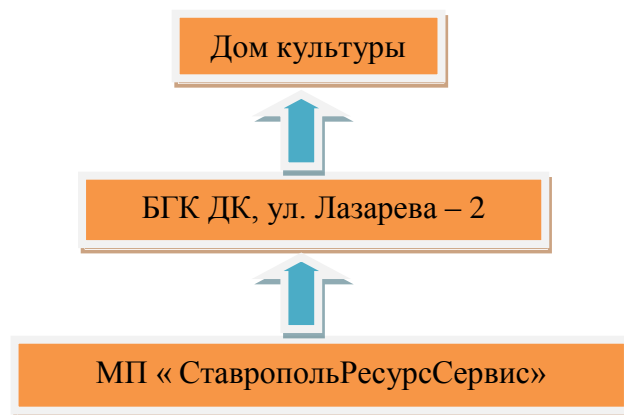 Дом культуры
БГК ДК, ул. Лазарева – 2
МП « СтавропольРесурсСервис»